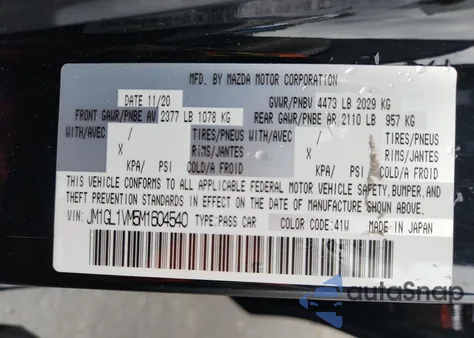 MFD. BY MAZDA MOTOR CORPORATION
DATE 11/20 GVWR/PNBV 4473 LB 2029 KG
FRONT GAWR/PNBE AV 2377 LB 1078 KG REAR GAWR/PNBE AR 2110 LB 957 KG
WITH/AVEC / TIRES/PNEUS WITH/AVEC / TIRES/PNEUS
X RIMS/JANTES X RIMS/JANTES
KPA/ PSI COLD/A FROID KPA/ PSI COLD/A FROID
THIS VEHICLE CONFORMS TO ALL APPLICABLE FEDERAL MOTOR VEHICLE SAFETY, BUMPER, AND
THEFT PREVENTION STANDARDS IN EFFECT ON THE DATE OF MANUFACTURE SHOWN ABOVE.
VIN: JM1GL1VM5M1604540 TYPE: PASS CAR COLOR CODE: 41W MADE IN JAPAN
autoSnap